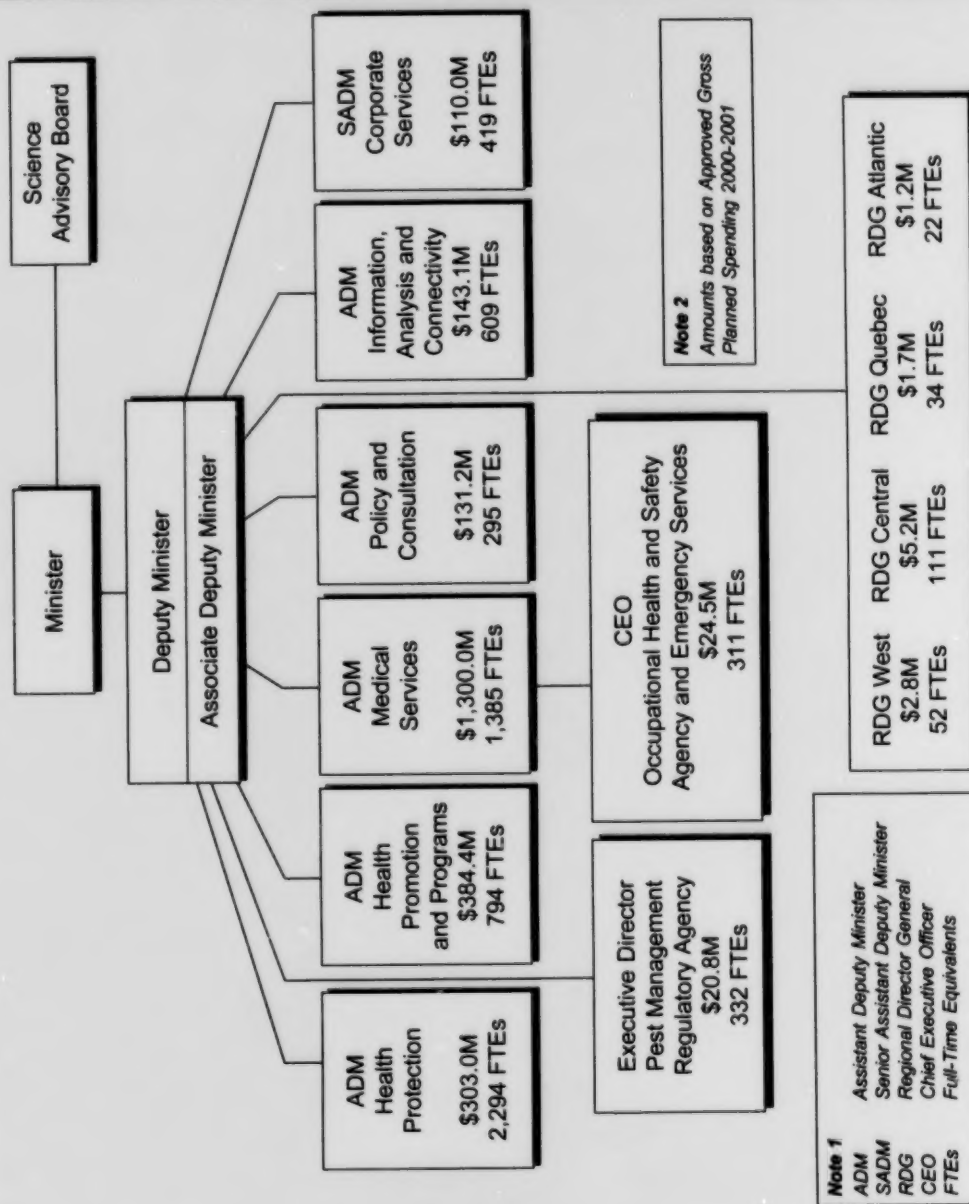 Science
Advisory Board
Minister
Deputy Minister
Associate Deputy Minister
ADM
Health
Protection
$303.0M
2,294 FTEs
ADM
Health
Promotion
and Programs
$384.4M
794 FTEs
ADM
Medical
Services
$1,300.0M
1,385 FTEs
ADM
Policy and
Consultation
$131.2M
295 FTEs
ADM
Information,
Analysis and
Connectivity
$143.1M
609 FTEs
SADM
Corporate
Services
$110.0M
419 FTEs
Executive Director
Pest Management
Regulatory Agency
$20.8M
332 FTEs
CEO
Occupational Health and Safety
Agency and Emergency Services
$24.5M
311 FTEs
Note 2
Amounts based on Approved Gross
Planned Spending 2000-2001
RDG West RDG Central RDG Quebec RDG Atlantic
$2.8M $5.2M $1.7M $1.2M
52 FTEs 111 FTEs 34 FTEs 22 FTEs
Note 1
ADM Assistant Deputy Minister
SADM Senior Assistant Deputy Minister
RDG Regional Director General
CEO Chief Executive Officer
FTEs Full-Time Equivalents